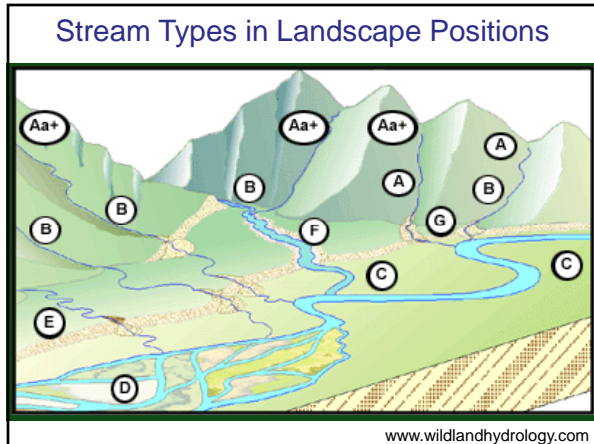 Stream Types in Landscape Positions
Aa+ Aa+ Aa+ A
B B A B
B F G
C C
E
D
www.wildlandhydrology.com